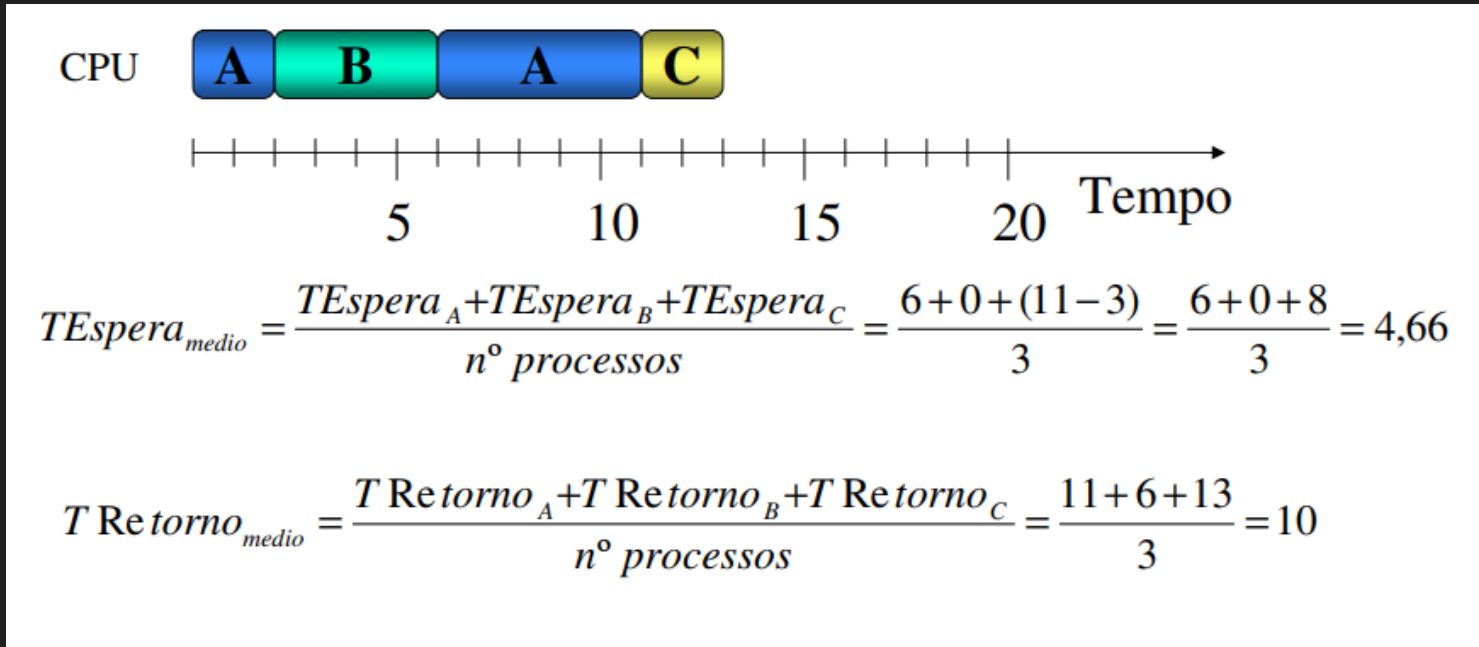 CPU A B A C
5 10 15 20 Tempo
TEspera_medio = (TEspera_A+TEspera_B+TEspera_C)/(nº processos) = (6+0+(11−3))/3 = (6+0+8)/3 = 4,66
T Retorno_medio = (T Retorno_A+T Retorno_B+T Retorno_C)/(nº processos) = (11+6+13)/3 = 10